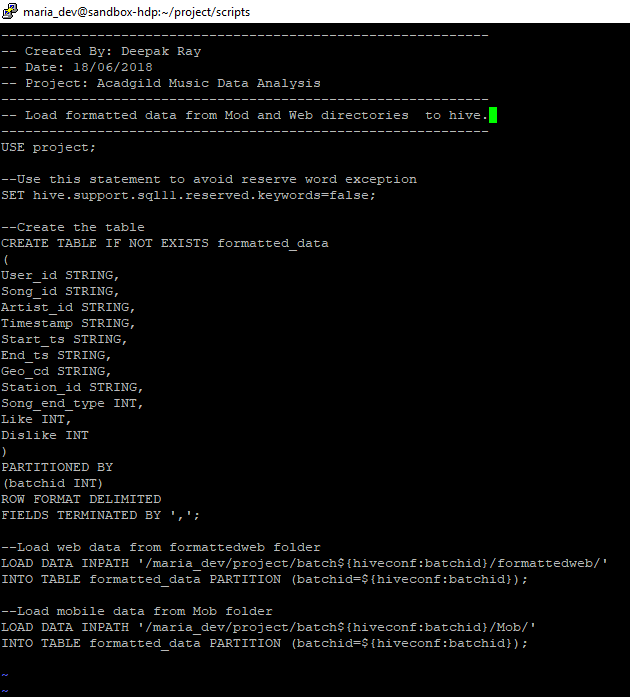 maria_dev@sandbox-hdp:~/project/scripts
-------------------------------------------------------------
-- Created By: Deepak Ray
-- Date: 18/06/2018
-- Project: Acadgild Music Data Analysis
-------------------------------------------------------------
-- Load formatted data from Mod and Web directories  to hive.
-------------------------------------------------------------
USE project;

--Use this statement to avoid reserve word exception
SET hive.support.sql11.reserved.keywords=false;

--Create the table
CREATE TABLE IF NOT EXISTS formatted_data
(
User_id STRING,
Song_id STRING,
Artist_id STRING,
Timestamp STRING,
Start_ts STRING,
End_ts STRING,
Geo_cd STRING,
Station_id STRING,
Song_end_type INT,
Like INT,
Dislike INT
)
PARTITIONED BY
(batchid INT)
ROW FORMAT DELIMITED
FIELDS TERMINATED BY ',';

--Load web data from formattedweb folder
LOAD DATA INPATH '/maria_dev/project/batch${hiveconf:batchid}/formattedweb/'
INTO TABLE formatted_data PARTITION (batchid=${hiveconf:batchid});

--Load mobile data from Mob folder
LOAD DATA INPATH '/maria_dev/project/batch${hiveconf:batchid}/Mob/'
INTO TABLE formatted_data PARTITION (batchid=${hiveconf:batchid});

~
~